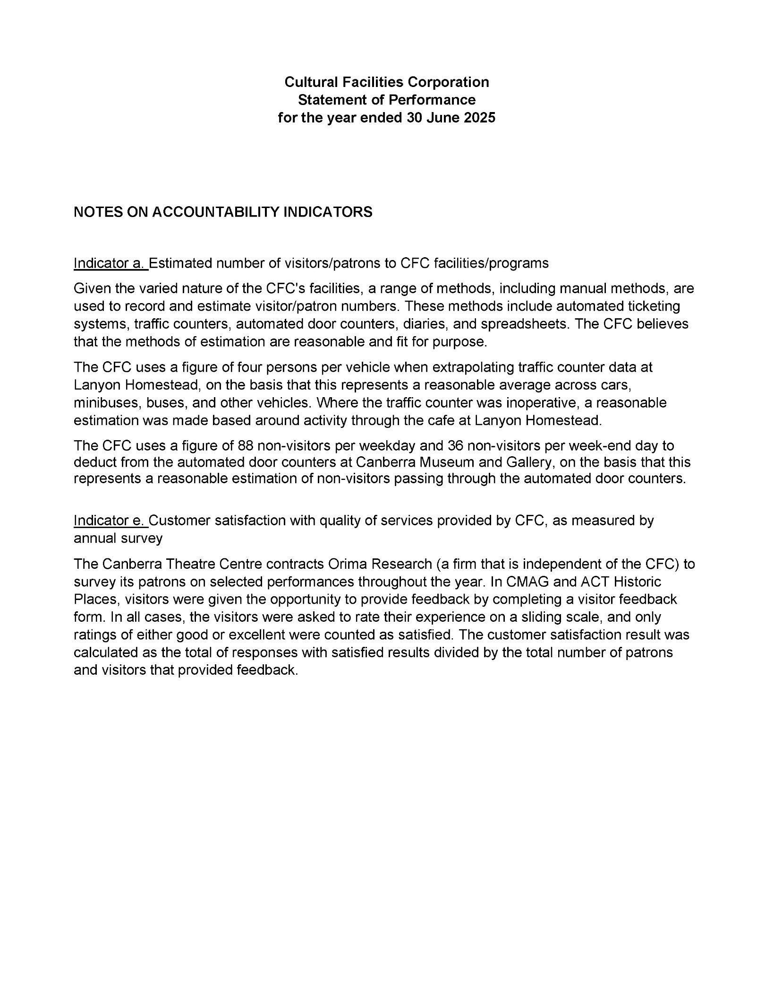 Cultural Facilities Corporation
Statement of Performance
for the year ended 30 June 2025
NOTES ON ACCOUNTABILITY INDICATORS
Indicator a. Estimated number of visitors/patrons to CFC facilities/programs
Given the varied nature of the CFC's facilities, a range of methods, including manual methods, are
used to record and estimate visitor/patron numbers. These methods include automated ticketing
systems, traffic counters, automated door counters, diaries, and spreadsheets. The CFC believes
that the methods of estimation are reasonable and fit for purpose.
The CFC uses a figure of four persons per vehicle when extrapolating traffic counter data at
Lanyon Homestead, on the basis that this represents a reasonable average across cars,
minibuses, buses, and other vehicles. Where the traffic counter was inoperative, a reasonable
estimation was made based around activity through the cafe at Lanyon Homestead.
The CFC uses a figure of 88 non-visitors per weekday and 36 non-visitors per week-end day to
deduct from the automated door counters at Canberra Museum and Gallery, on the basis that this
represents a reasonable estimation of non-visitors passing through the automated door counters.
Indicator e. Customer satisfaction with quality of services provided by CFC, as measured by
annual survey
The Canberra Theatre Centre contracts Orima Research (a firm that is independent of the CFC) to
survey its patrons on selected performances throughout the year. In CMAG and ACT Historic
Places, visitors were given the opportunity to provide feedback by completing a visitor feedback
form. In all cases, the visitors were asked to rate their experience on a sliding scale, and only
ratings of either good or excellent were counted as satisfied. The customer satisfaction result was
calculated as the total of responses with satisfied results divided by the total number of patrons
and visitors that provided feedback.